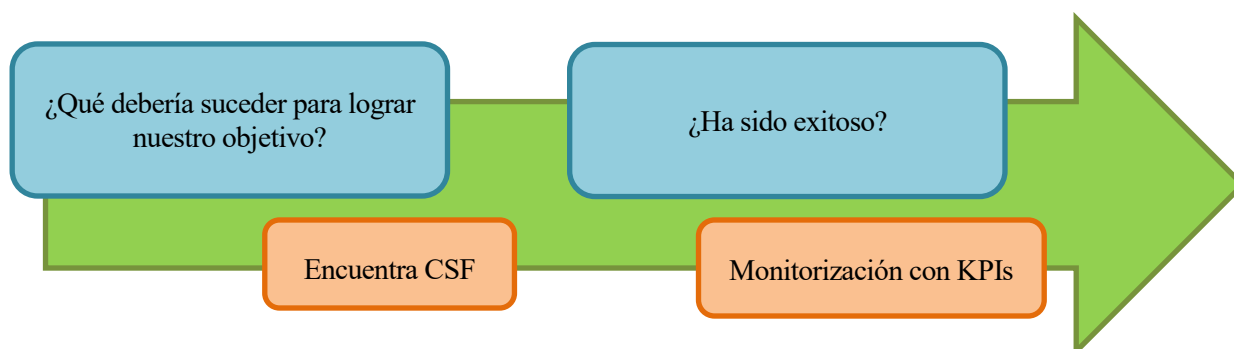 ¿Qué debería suceder para lograr
nuestro objetivo?
¿Ha sido exitoso?
Encuentra CSF
Monitorización con KPIs